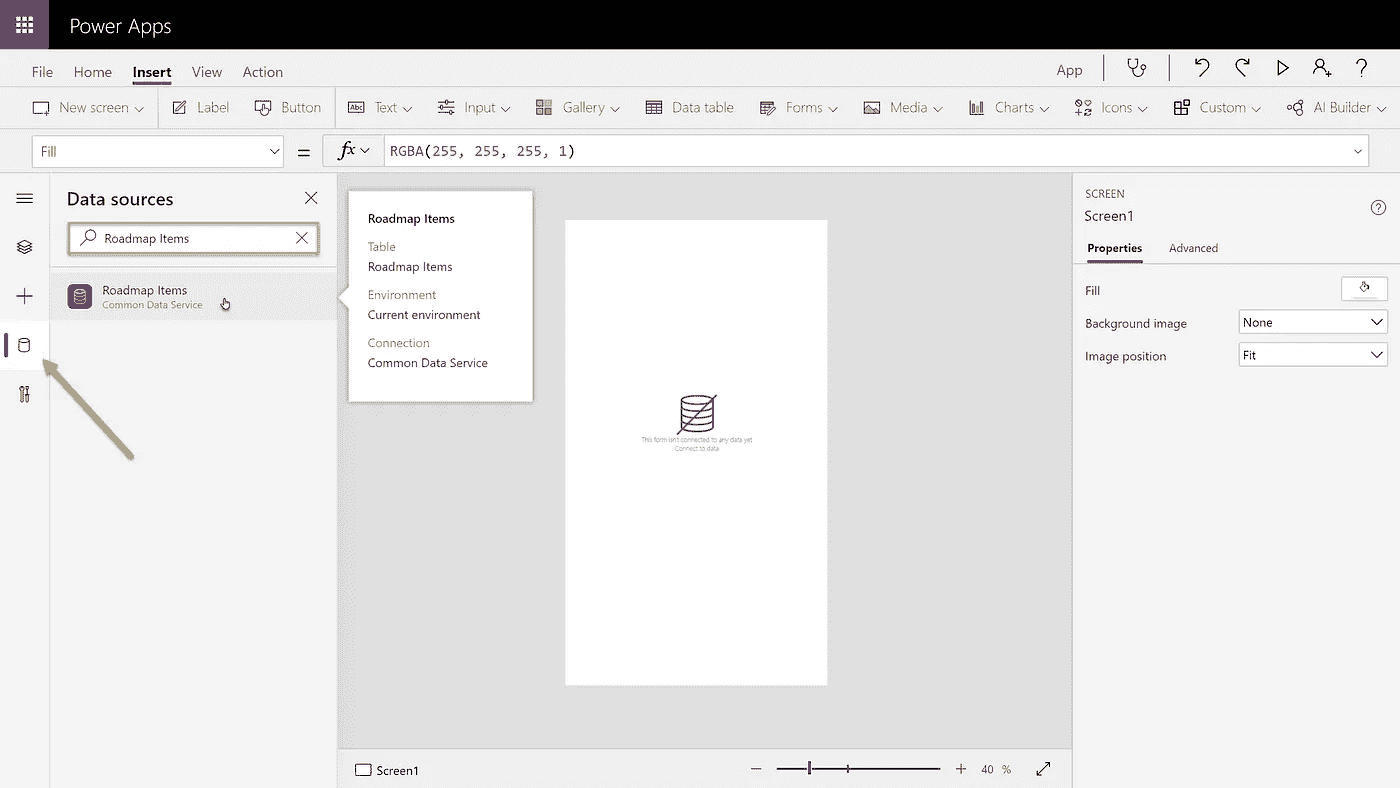 Power Apps
File Home Insert View Action App ?
New screen Label Button Abc Text Input Gallery Data table Forms Media Charts Icons Custom AI Builder
Fill = fx RGBA(255, 255, 255, 1)
Data sources
Roadmap Items
Roadmap Items
Common Data Service
Roadmap Items
Table
Roadmap Items
Environment
Current environment
Connection
Common Data Service
This form isn't connected to any data yet
Connect to data
SCREEN
Screen1
?
Properties Advanced
Fill
Background image None
Image position Fit
Screen1 40 %